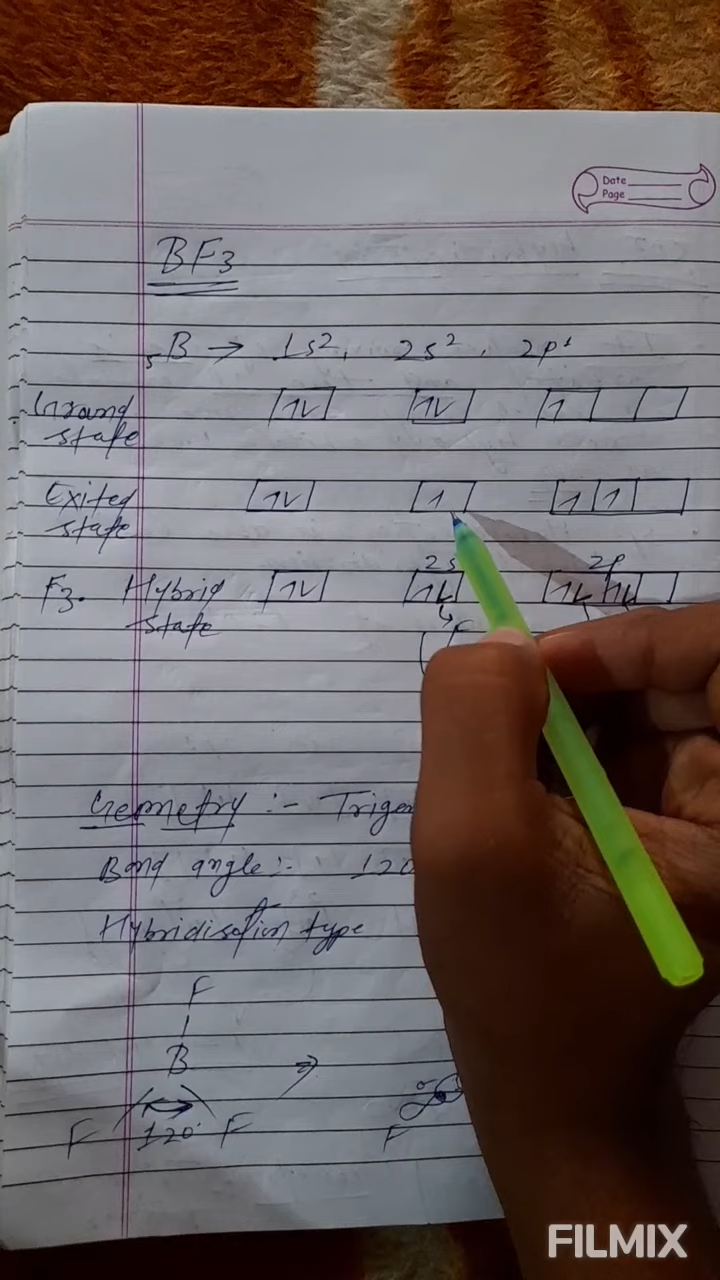 Date
Page
BF3
5B → 1s², 2s², 2p¹
Grand state
Exited state
2s 2p
F3. Hybrid state
Geometry :- Trigo
Bond angle :- 120
Hybridisation type
F
B
F 120° F
F
FILMIX